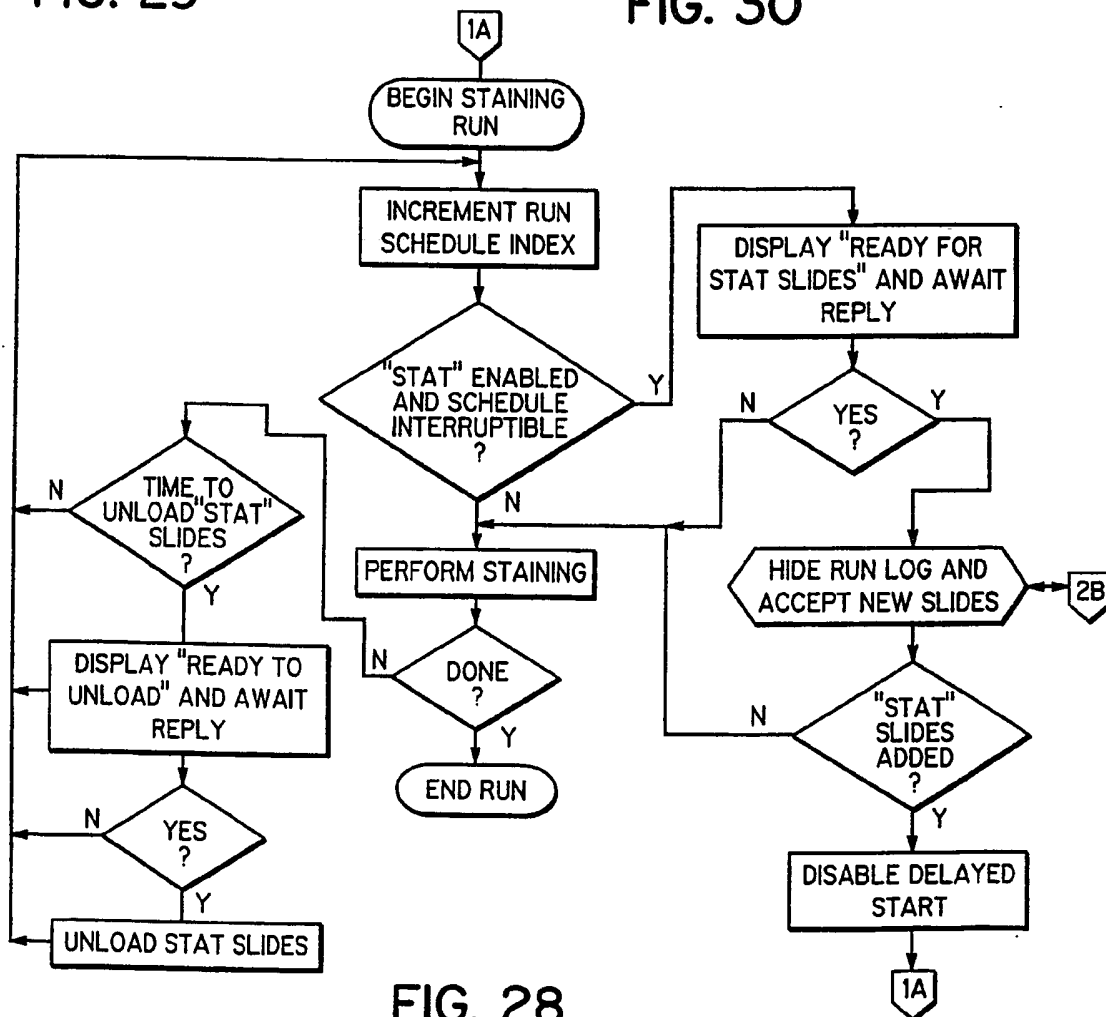 FIG. 29
FIG. 30
1A
BEGIN STAINING
RUN
INCREMENT RUN
SCHEDULE INDEX
"STAT" ENABLED
AND SCHEDULE
INTERRUPTIBLE
?
Y
N
DISPLAY "READY FOR
STAT SLIDES" AND AWAIT
REPLY
YES
?
N
Y
HIDE RUN LOG AND
ACCEPT NEW SLIDES
2B
"STAT"
SLIDES
ADDED
?
N
Y
DISABLE DELAYED
START
1A
PERFORM STAINING
DONE
?
N
Y
END RUN
TIME TO
UNLOAD "STAT"
SLIDES
?
N
Y
DISPLAY "READY TO
UNLOAD" AND AWAIT
REPLY
YES
?
N
Y
UNLOAD STAT SLIDES
FIG. 28